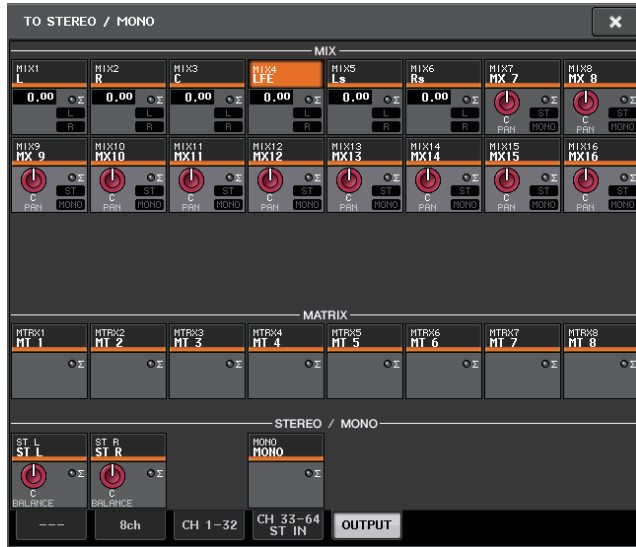 TO STEREO / MONO
MIX
MIX1 MIX2 MIX3 MIX4 MIX5 MIX6 MIX7 MIX8
L R C LFE Ls Rs MX 7 MX 8
0.00 Σ 0.00 Σ 0.00 Σ 0.00 Σ 0.00 Σ 0.00 Σ Σ Σ
L L L L L L ST ST
R R R R R R C PAN MONO C PAN MONO
MIX9 MIX10 MIX11 MIX12 MIX13 MIX14 MIX15 MIX16
MX 9 MX10 MX11 MX12 MX13 MX14 MX15 MX16
Σ Σ Σ Σ Σ Σ Σ Σ
ST ST ST ST ST ST ST ST
C C C C C C C C
PAN MONO PAN MONO PAN MONO PAN MONO PAN MONO PAN MONO PAN MONO PAN MONO
MATRIX
MTRX1 MTRX2 MTRX3 MTRX4 MTRX5 MTRX6 MTRX7 MTRX8
MT 1 MT 2 MT 3 MT 4 MT 5 MT 6 MT 7 MT 8
Σ Σ Σ Σ Σ Σ Σ Σ
STEREO / MONO
ST L ST R MONO
ST L ST R MONO
Σ Σ Σ
C C
BALANCE BALANCE
--- 8ch CH 1-32 CH 33-64 OUTPUT
ST IN